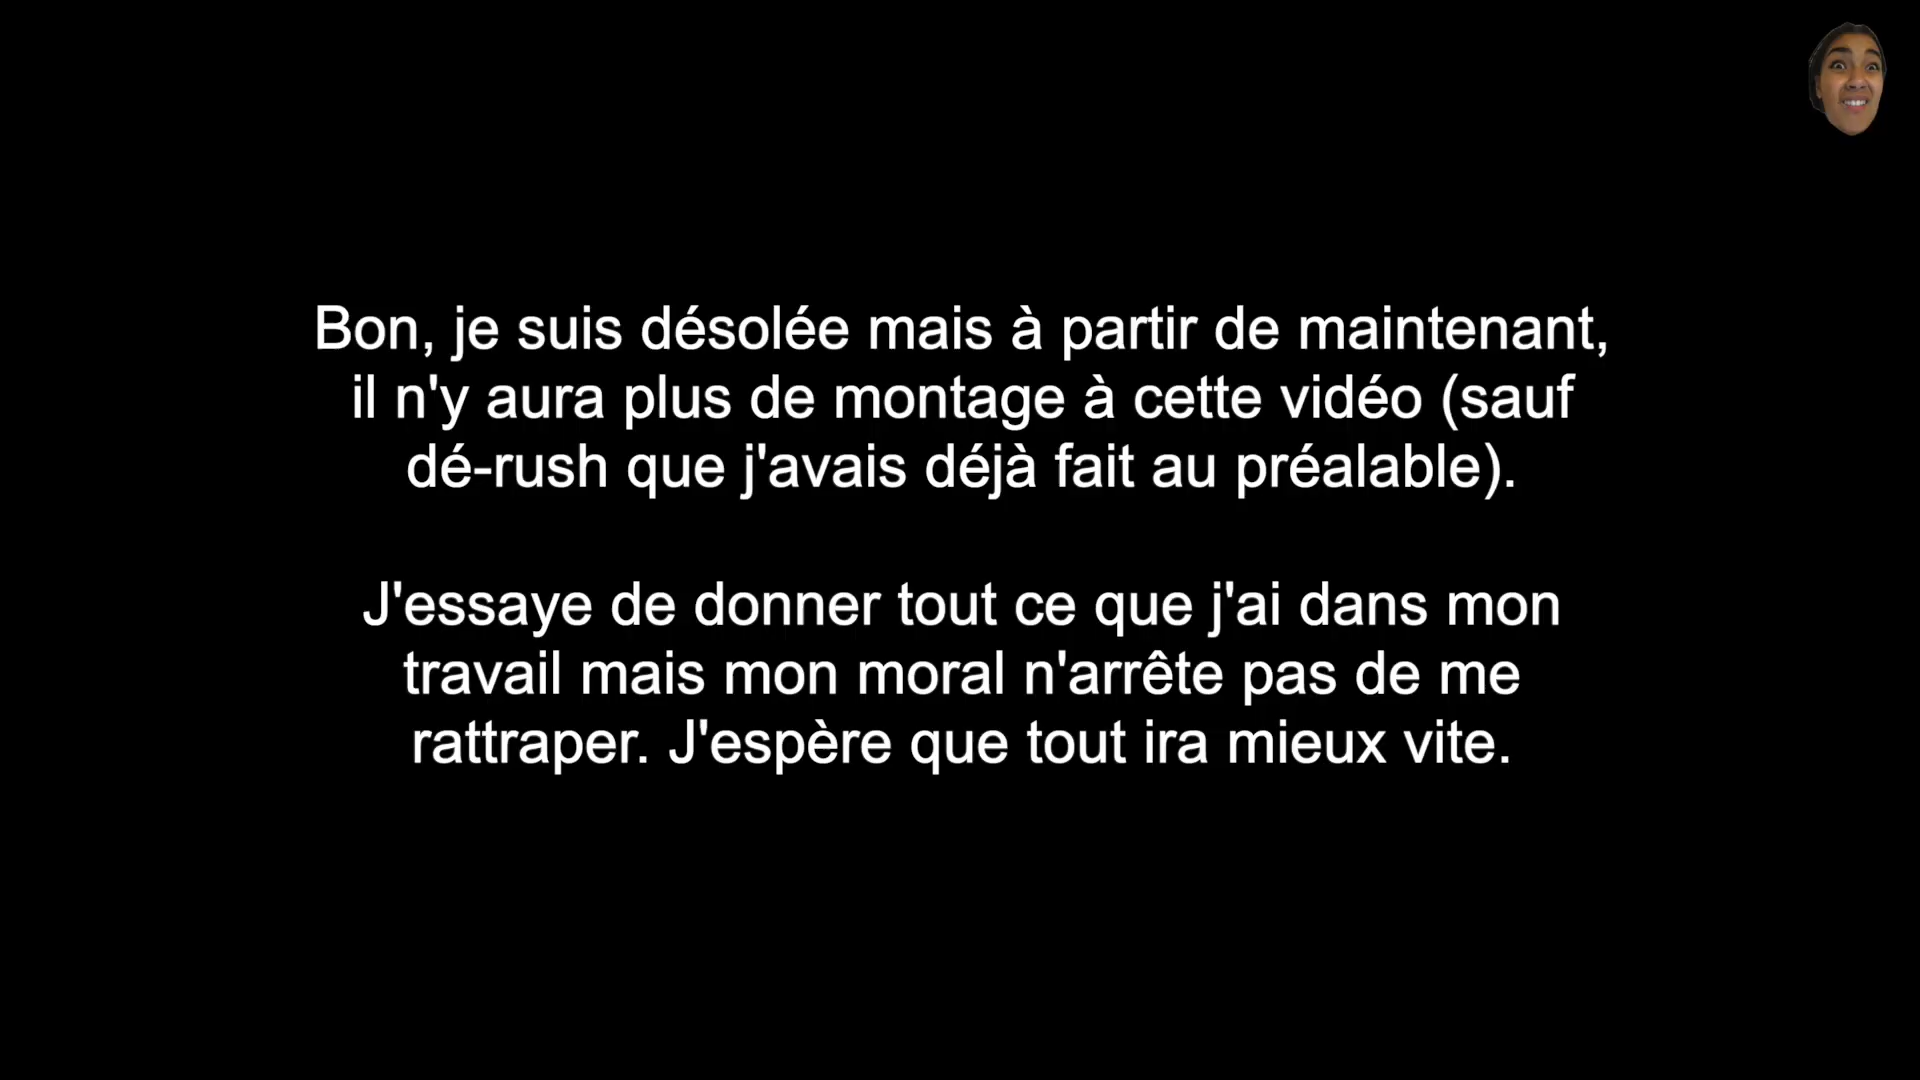 Bon, je suis désolée mais à partir de maintenant,
il n'y aura plus de montage à cette vidéo (sauf
dé-rush que j'avais déjà fait au préalable).
J'essaye de donner tout ce que j'ai dans mon
travail mais mon moral n'arrête pas de me
rattraper. J'espère que tout ira mieux vite.